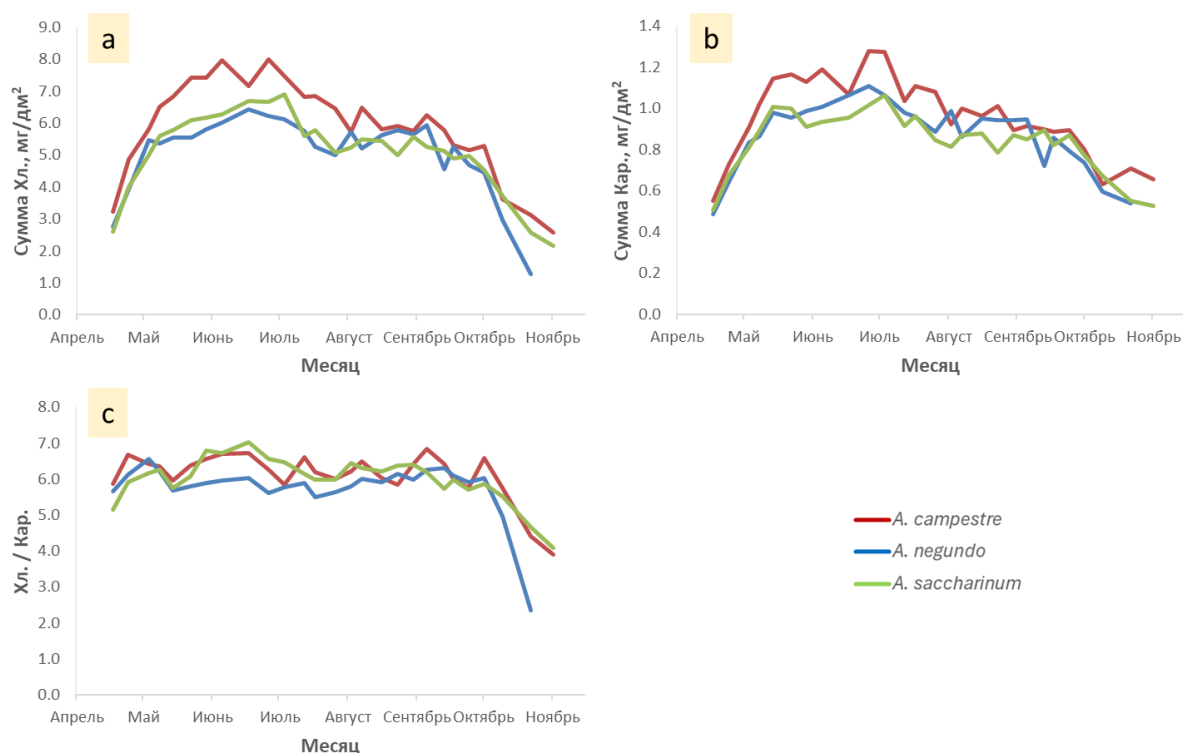 a
Сумма Хл., мг/дм²
9.0
8.0
7.0
6.0
5.0
4.0
3.0
2.0
1.0
0.0
Апрель Май Июнь Июль Август Сентябрь Октябрь Ноябрь
Месяц
b
Сумма Кар., мг/дм²
1.4
1.2
1.0
0.8
0.6
0.4
0.2
0.0
Апрель Май Июнь Июль Август Сентябрь Октябрь Ноябрь
Месяц
c
Хл. / Кар.
8.0
7.0
6.0
5.0
4.0
3.0
2.0
1.0
0.0
Апрель Май Июнь Июль Август Сентябрь Октябрь Ноябрь
Месяц
A. campestre
A. negundo
A. saccharinum